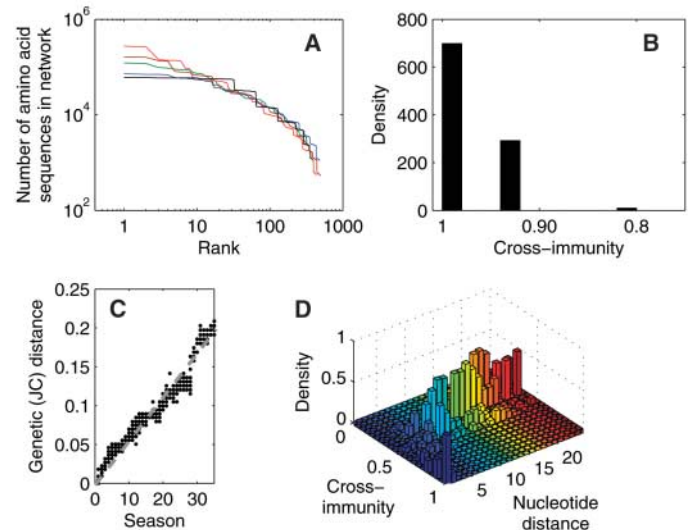 A
Number of amino acid
sequences in network
10^6
10^4
10^2
1
10
100
1000
Rank
B
Density
800
600
400
200
0
1
0.90
0.8
Cross−immunity
C
Genetic (JC) distance
0.25
0.2
0.15
0.1
0.05
0
0
10
20
30
Season
D
Density
1
0.5
0
0
0.5
1
Cross−
immunity
5
10
15
20
Nucleotide
distance